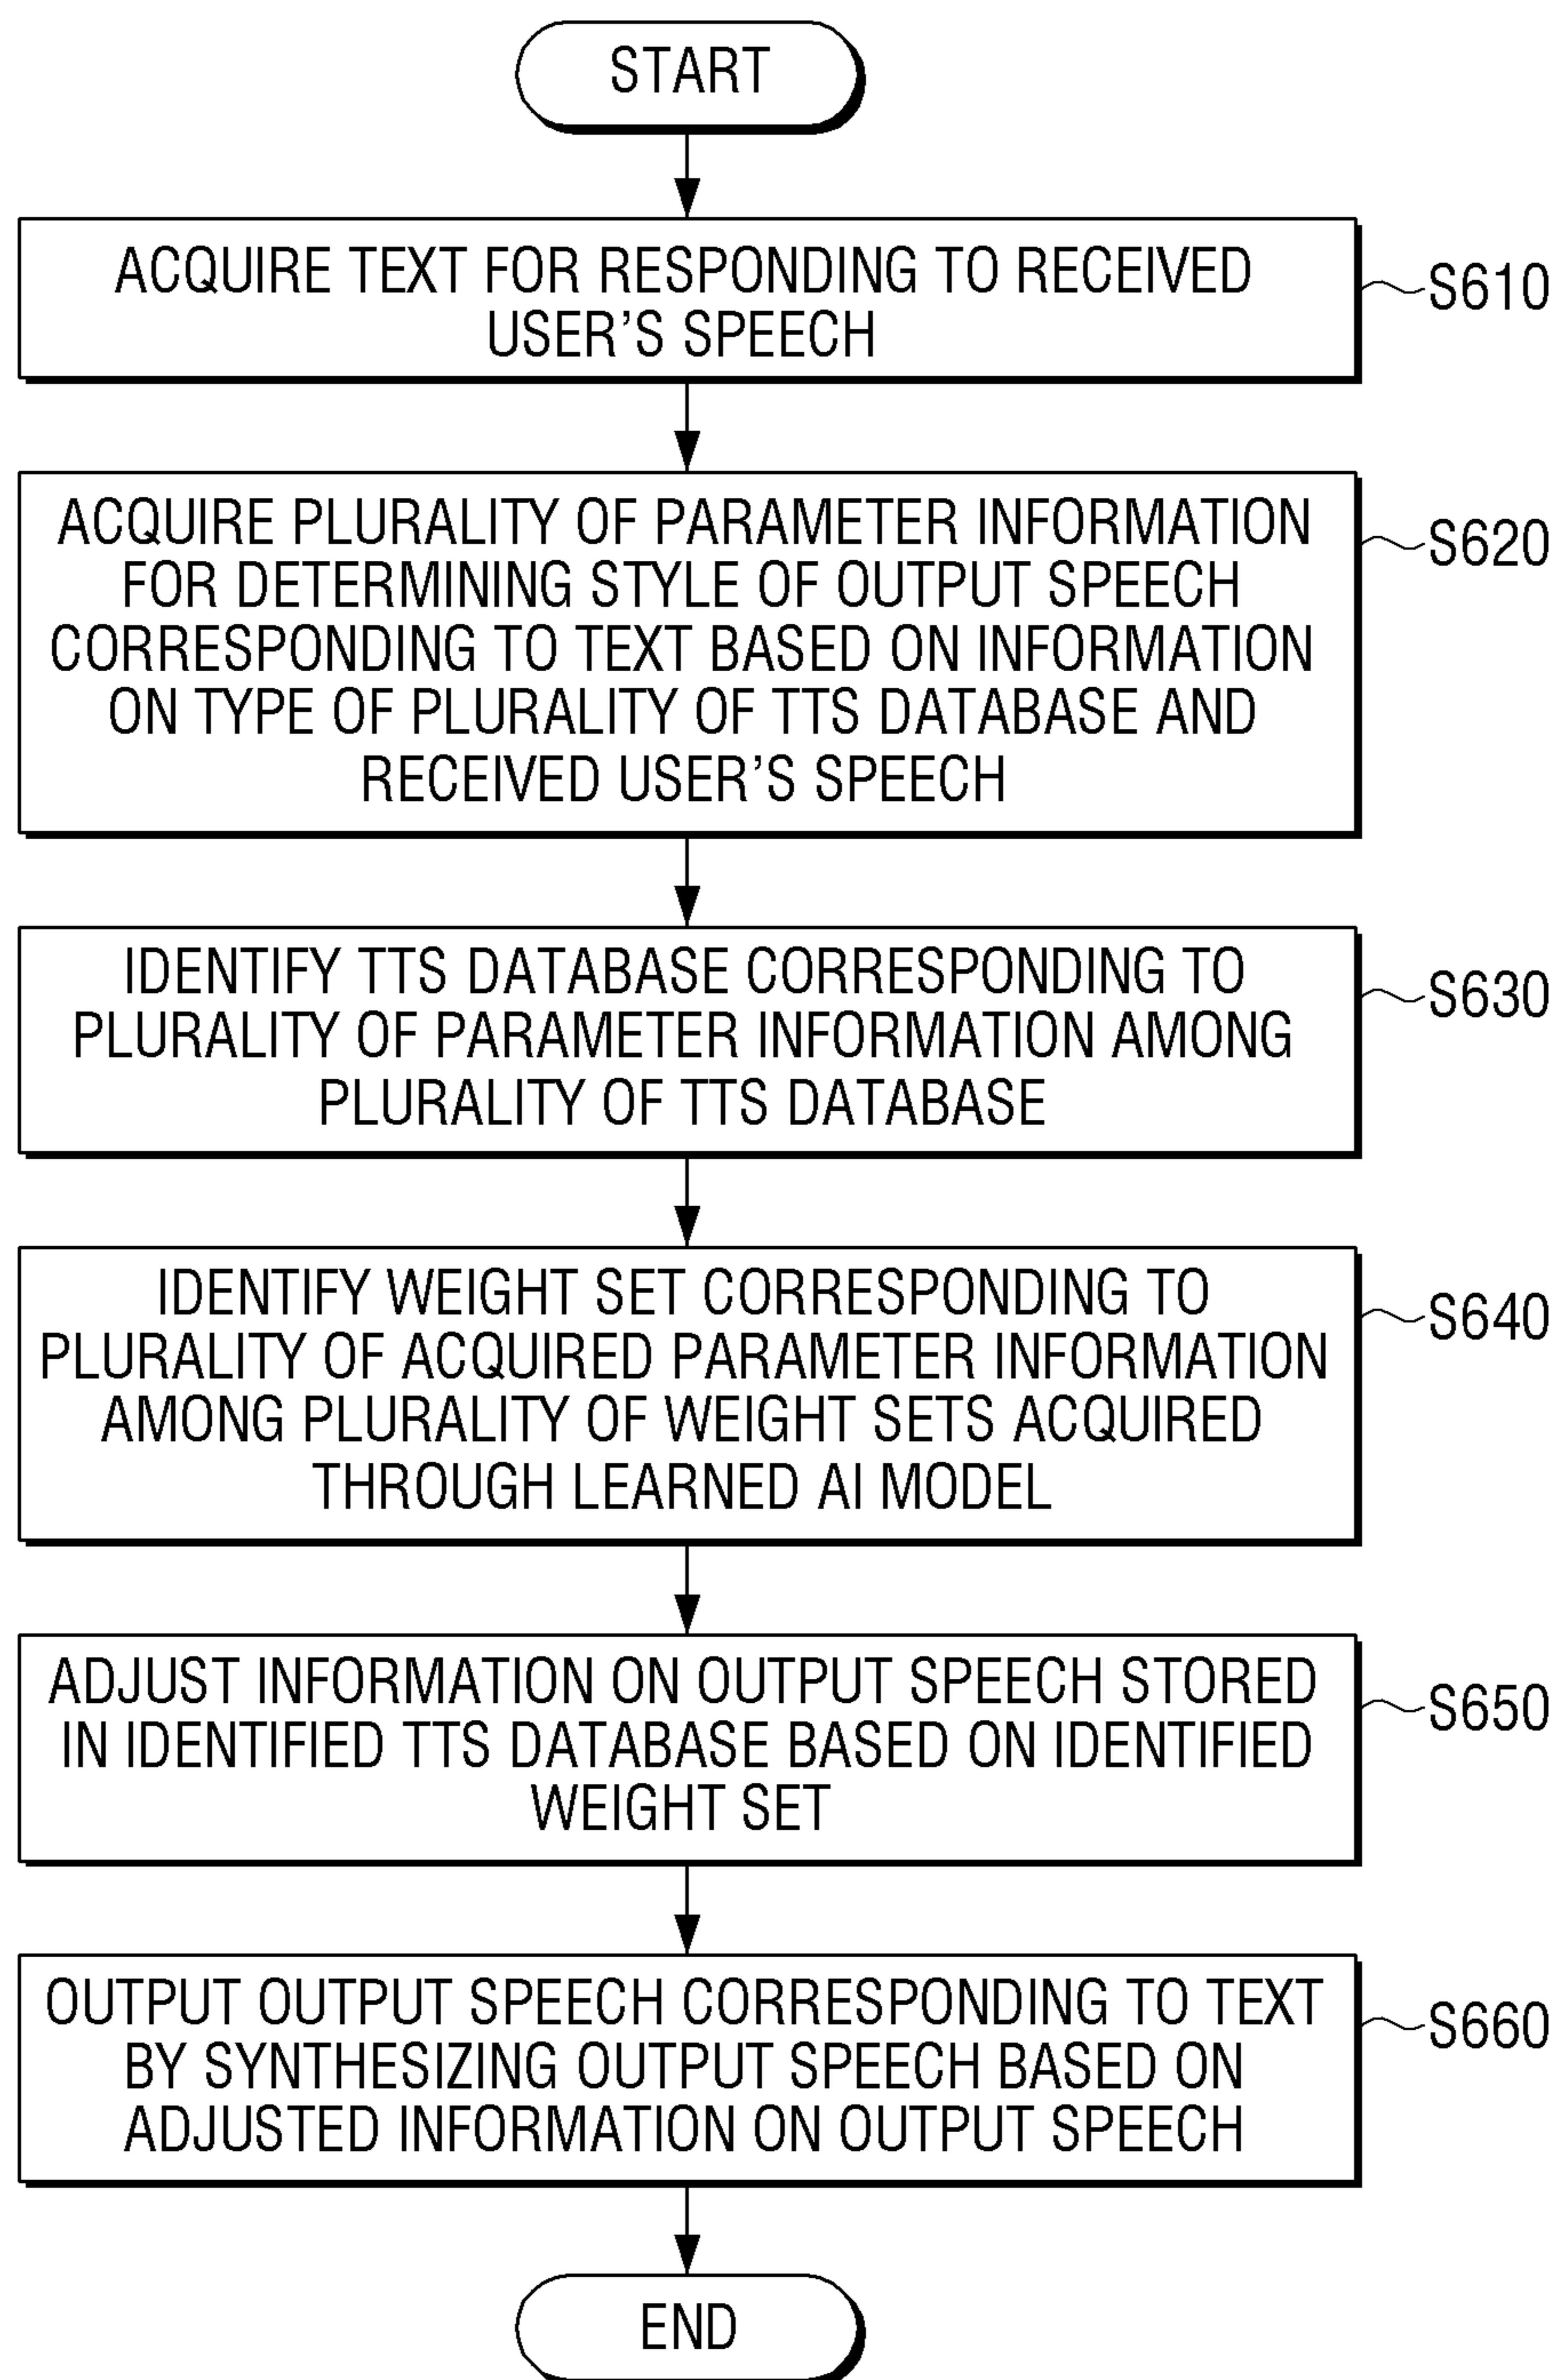 START
ACQUIRE TEXT FOR RESPONDING TO RECEIVED
USER'S SPEECH
S610
ACQUIRE PLURALITY OF PARAMETER INFORMATION
FOR DETERMINING STYLE OF OUTPUT SPEECH
CORRESPONDING TO TEXT BASED ON INFORMATION
ON TYPE OF PLURALITY OF TTS DATABASE AND
RECEIVED USER'S SPEECH
S620
IDENTIFY TTS DATABASE CORRESPONDING TO
PLURALITY OF PARAMETER INFORMATION AMONG
PLURALITY OF TTS DATABASE
S630
IDENTIFY WEIGHT SET CORRESPONDING TO
PLURALITY OF ACQUIRED PARAMETER INFORMATION
AMONG PLURALITY OF WEIGHT SETS ACQUIRED
THROUGH LEARNED AI MODEL
S640
ADJUST INFORMATION ON OUTPUT SPEECH STORED
IN IDENTIFIED TTS DATABASE BASED ON IDENTIFIED
WEIGHT SET
S650
OUTPUT OUTPUT SPEECH CORRESPONDING TO TEXT
BY SYNTHESIZING OUTPUT SPEECH BASED ON
ADJUSTED INFORMATION ON OUTPUT SPEECH
S660
END